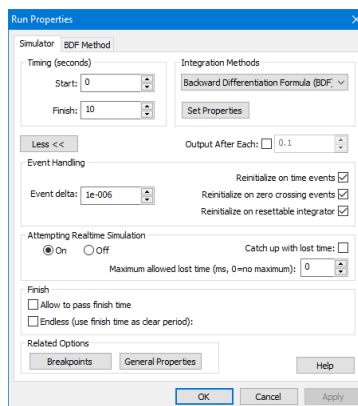 Run Properties
Simulator BDF Method
Timing (seconds)
Start: 0
Finish: 10
Integration Methods
Backward Differentiation Formula (BDF)
Set Properties
Less <<
Output After Each: 0.1
Event Handling
Event delta: 1e-006
Reinitialize on time events
Reinitialize on zero crossing events
Reinitialize on resettable integrator
Attempting Realtime Simulation
On Off
Catch up with lost time:
Maximum allowed lost time (ms, 0=no maximum): 0
Finish
Allow to pass finish time
Endless (use finish time as clear period):
Related Options
Breakpoints General Properties
Help
OK Cancel Apply